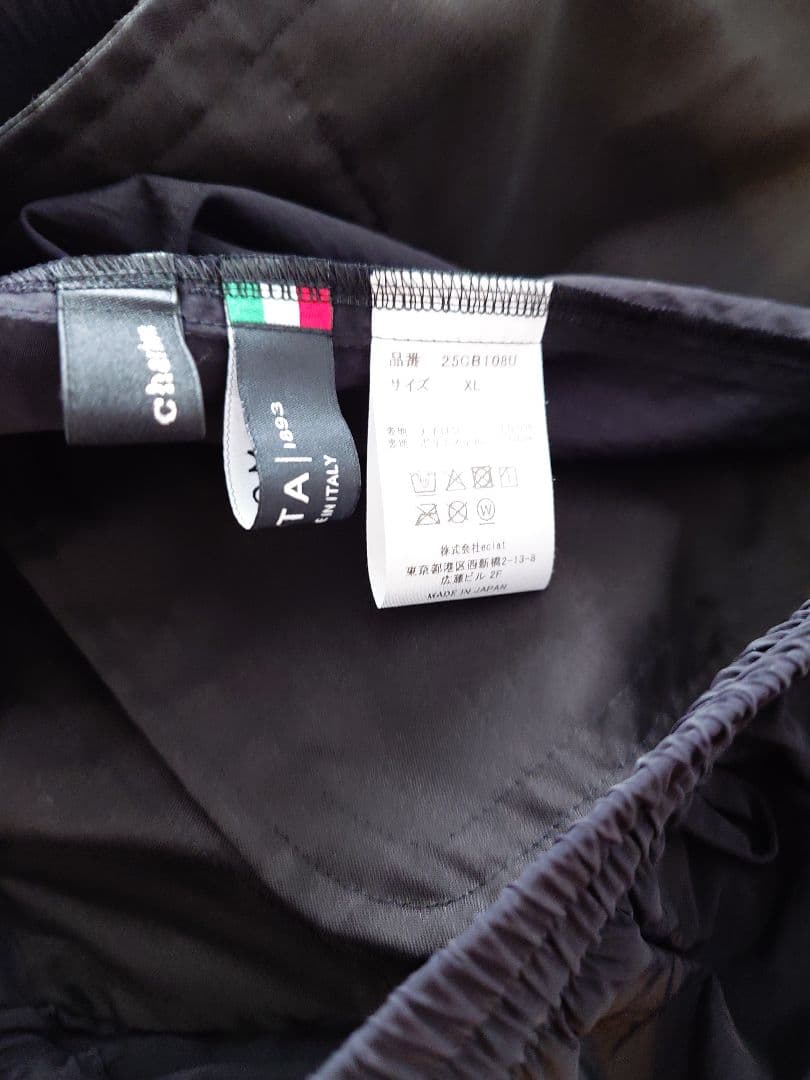 Chain
TA | 1893
E IN ITALY
品番 25CB108U
サイズ XL
W
株式会社eclat
東京都港区西新橋2-13-8
広瀬ビル 2F
MADE IN JAPAN